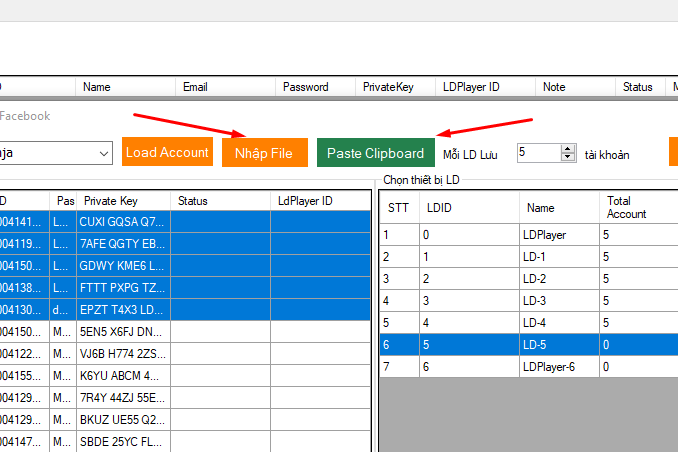 D Name Email Password PrivateKey LDPlayer ID Note Status M
Facebook
nja Load Account Nhập File Paste Clipboard Mỗi LD Lưu 5 tài khoản
Chọn thiết bị LD
D Pas Private Key Status LdPlayer ID
004141... L... CUXI GQSA Q7...
004119... L... 7AFE QGTY EB...
004150... L... GDWY KME6 L...
004138... L... FTTT PXPG TZ...
004130... d... EPZT T4X3 LD...
004150... M... 5EN5 X6FJ DN...
004122... M... VJ6B H774 2ZS...
004155... M... K6YU ABCM 4...
004129... M... 7R4Y 44ZJ 55E...
004129... M... BKUZ UE55 Q2...
004147... M... SBDE 25YC FL...
STT LDID Name Total Account
1 0 LDPlayer 5
2 1 LD-1 5
3 2 LD-2 5
4 3 LD-3 5
5 4 LD-4 5
6 5 LD-5 0
7 6 LDPlayer-6 0